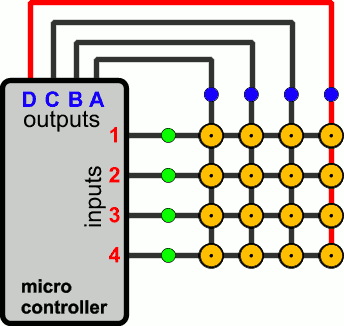 D C B A
outputs
1
2
inputs
3
4
micro
controller